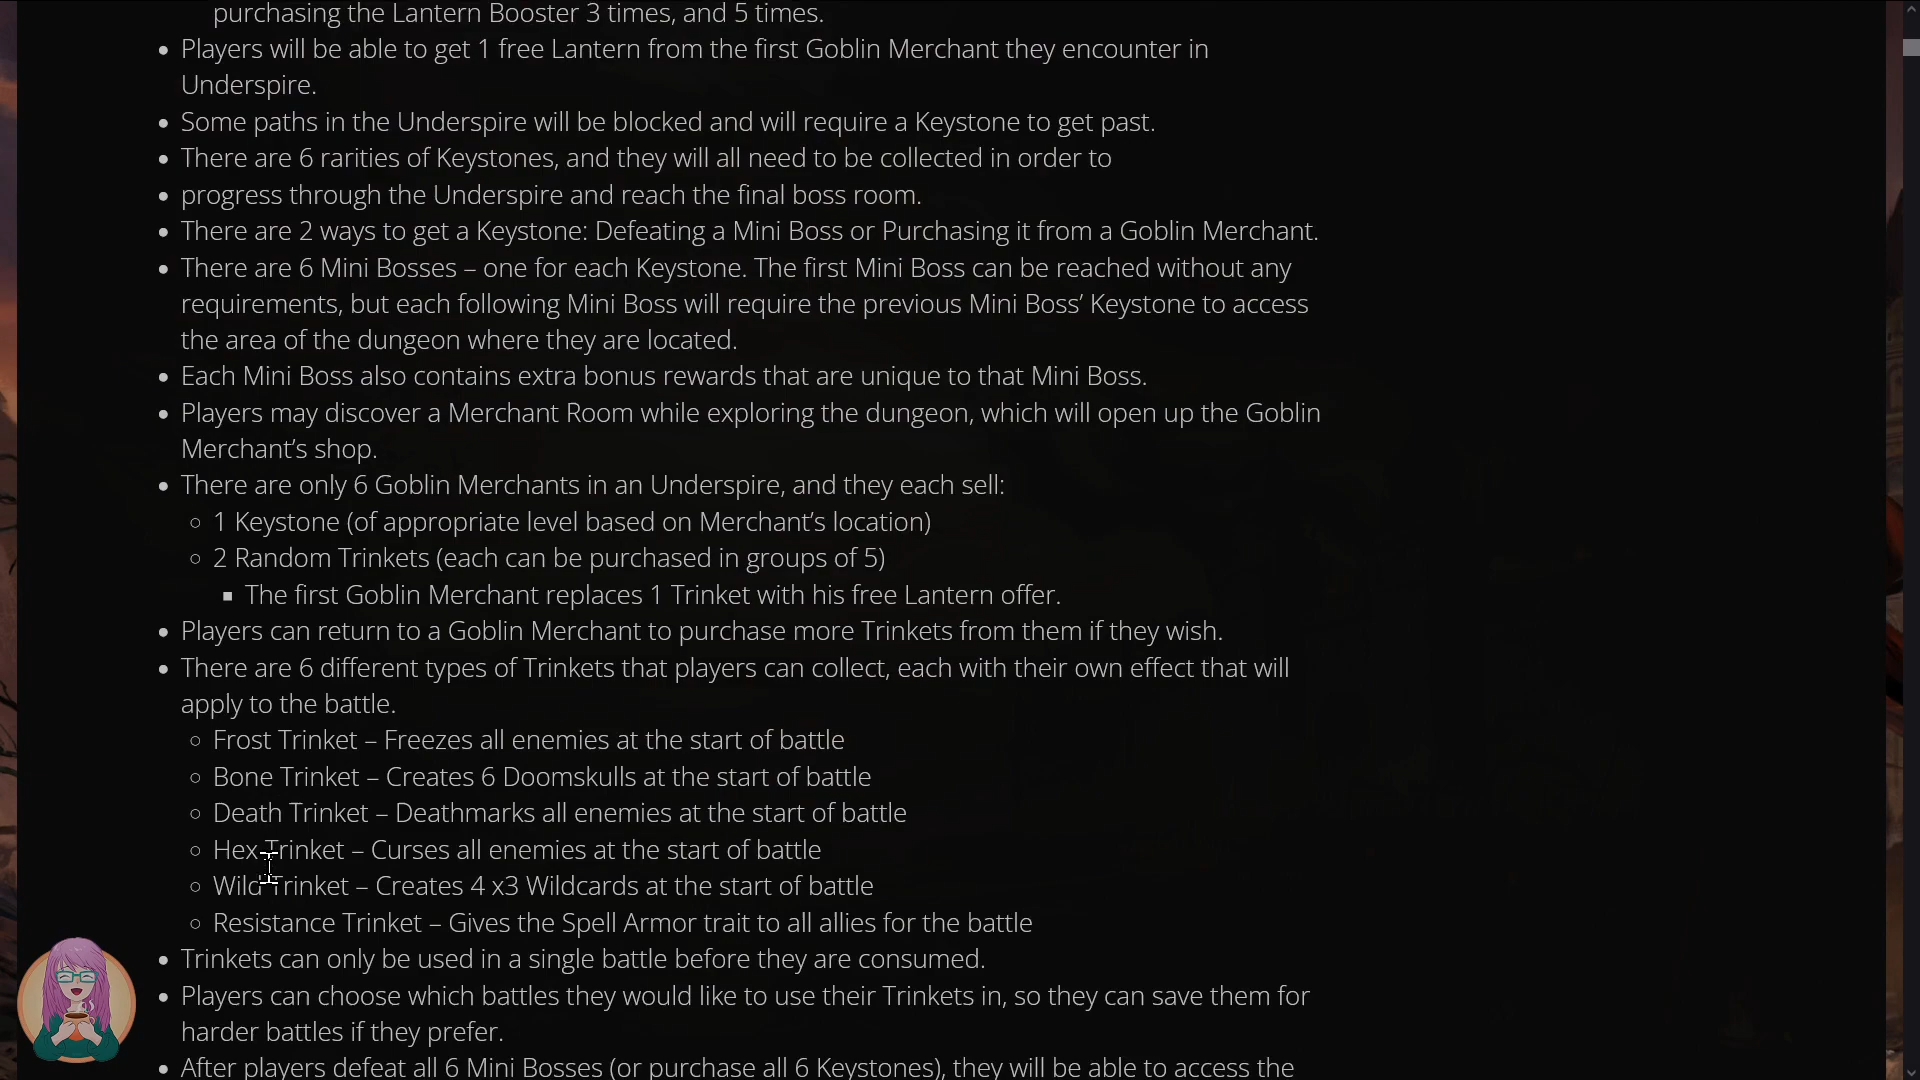 purchasing the Lantern Booster 3 times, and 5 times.
Players will be able to get 1 free Lantern from the first Goblin Merchant they encounter in
Underspire.
Some paths in the Underspire will be blocked and will require a Keystone to get past.
There are 6 rarities of Keystones, and they will all need to be collected in order to
progress through the Underspire and reach the final boss room.
There are 2 ways to get a Keystone: Defeating a Mini Boss or Purchasing it from a Goblin Merchant.
There are 6 Mini Bosses – one for each Keystone. The first Mini Boss can be reached without any
requirements, but each following Mini Boss will require the previous Mini Boss’ Keystone to access
the area of the dungeon where they are located.
Each Mini Boss also contains extra bonus rewards that are unique to that Mini Boss.
Players may discover a Merchant Room while exploring the dungeon, which will open up the Goblin
Merchant’s shop.
There are only 6 Goblin Merchants in an Underspire, and they each sell:
1 Keystone (of appropriate level based on Merchant’s location)
2 Random Trinkets (each can be purchased in groups of 5)
The first Goblin Merchant replaces 1 Trinket with his free Lantern offer.
Players can return to a Goblin Merchant to purchase more Trinkets from them if they wish.
There are 6 different types of Trinkets that players can collect, each with their own effect that will
apply to the battle.
Frost Trinket – Freezes all enemies at the start of battle
Bone Trinket – Creates 6 Doomskulls at the start of battle
Death Trinket – Deathmarks all enemies at the start of battle
Hex Trinket – Curses all enemies at the start of battle
Wild Trinket – Creates 4 x3 Wildcards at the start of battle
Resistance Trinket – Gives the Spell Armor trait to all allies for the battle
Trinkets can only be used in a single battle before they are consumed.
Players can choose which battles they would like to use their Trinkets in, so they can save them for
harder battles if they prefer.
After players defeat all 6 Mini Bosses (or purchase all 6 Keystones), they will be able to access the